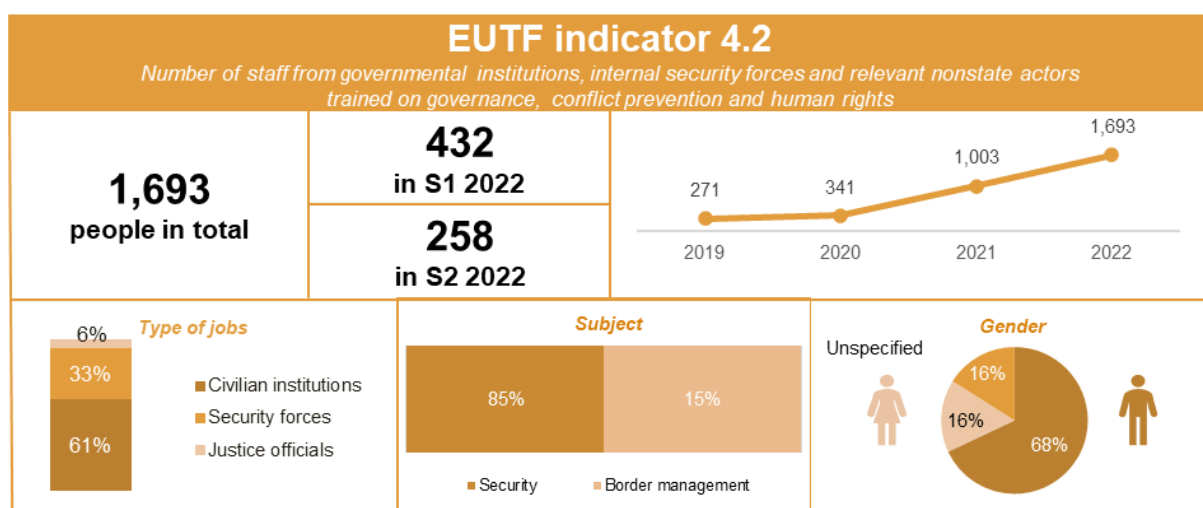 EUTF indicator 4.2
Number of staff from governmental institutions, internal security forces and relevant nonstate actors
trained on governance, conflict prevention and human rights
1,693
people in total
432
in S1 2022
258
in S2 2022
271
341
1,003
1,693
2019
2020
2021
2022
Type of jobs
6%
33%
61%
Civilian institutions
Security forces
Justice officials
Subject
85%
15%
Security
Border management
Gender
Unspecified
16%
16%
68%